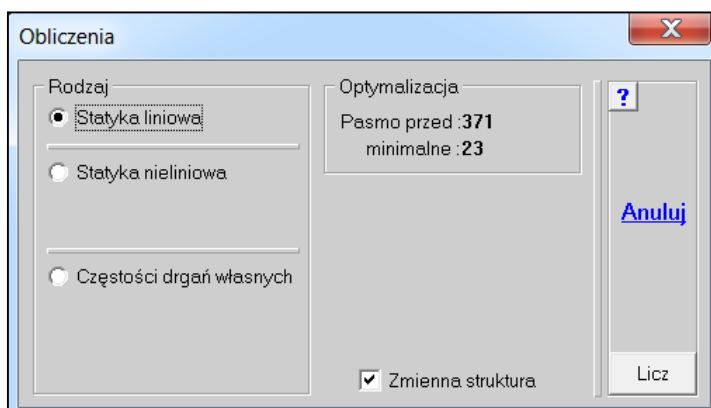 Obliczenia
X
Rodzaj
Statyka liniowa
Statyka nieliniowa
Częstości drgań własnych
Optymalizacja
Pasmo przed :371
minimalne :23
Zmienna struktura
?
Anuluj
Licz